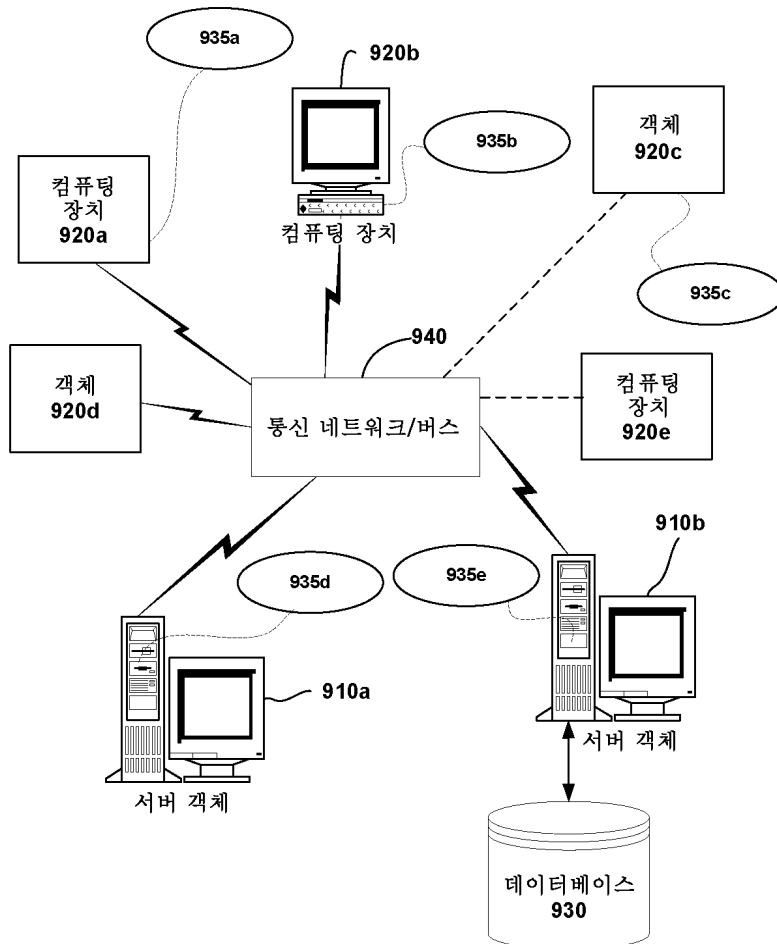 935a
920b
935b
객체
920c
컴퓨팅
장치
920a
컴퓨팅 장치
935c
940
객체
920d
통신 네트워크/버스
컴퓨팅
장치
920e
910b
935d
935e
910a
서버 객체
서버 객체
데이터베이스
930